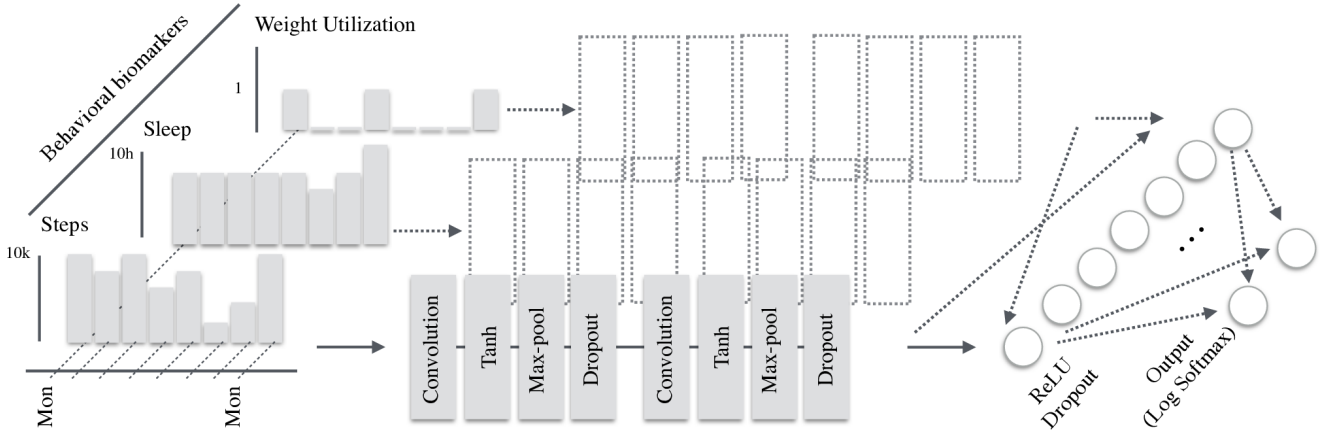 Behavioral biomarkers
Weight Utilization
1
Sleep
10h
Steps
10k
Mon
Mon
Convolution
Tanh
Max-pool
Dropout
Convolution
Tanh
Max-pool
Dropout
ReLU
Dropout
Output
(Log Softmax)